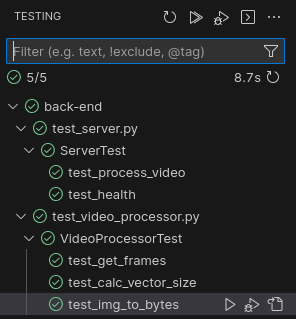 TESTING
Filter (e.g. text, !exclude, @tag)
5/5 8.7s
back-end
test_server.py
ServerTest
test_process_video
test_health
test_video_processor.py
VideoProcessorTest
test_get_frames
test_calc_vector_size
test_img_to_bytes